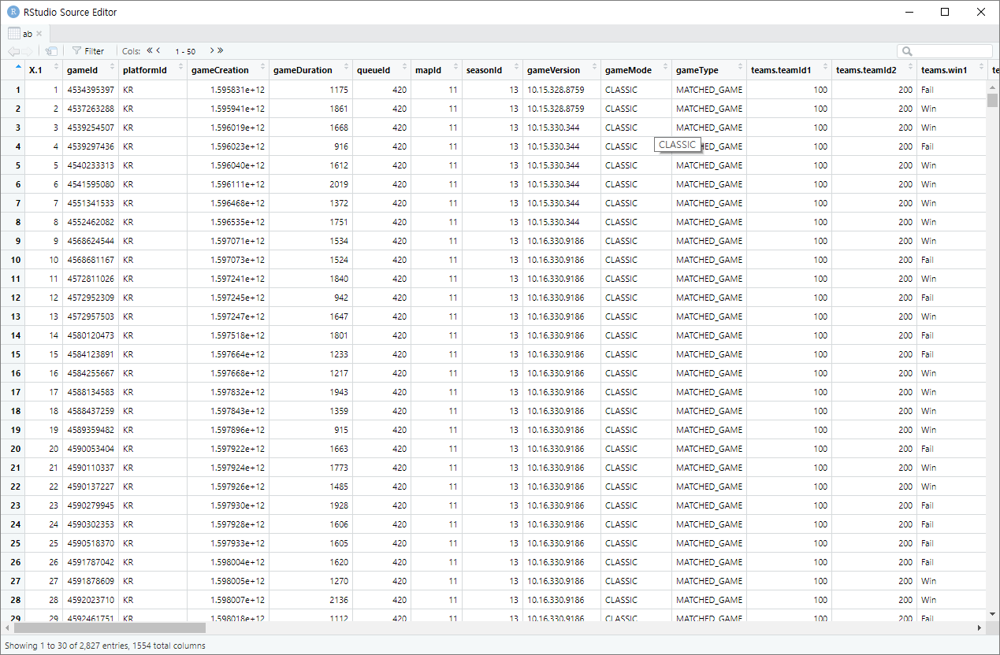 RStudio Source Editor
ab
Filter Cols: 1 - 50
X.1 gameId platformId gameCreation gameDuration queueId mapId seasonId gameVersion gameMode gameType teams.teamId1 teams.teamId2 teams.win1 te
1 1 4534395397 KR 1.595831e+12 1175 420 11 13 10.15.328.8759 CLASSIC MATCHED_GAME 100 200 Fail
2 2 4537263288 KR 1.595941e+12 1861 420 11 13 10.15.328.8759 CLASSIC MATCHED_GAME 100 200 Win
3 3 4539254507 KR 1.596019e+12 1668 420 11 13 10.15.330.344 CLASSIC MATCHED_GAME 100 200 Win
4 4 4539297436 KR 1.596023e+12 916 420 11 13 10.15.330.344 CLASSIC CLASSIC HED_GAME 100 200 Fail
5 5 4540233313 KR 1.596040e+12 1612 420 11 13 10.15.330.344 CLASSIC MATCHED_GAME 100 200 Win
6 6 4541595080 KR 1.596111e+12 2019 420 11 13 10.15.330.344 CLASSIC MATCHED_GAME 100 200 Win
7 7 4551341533 KR 1.596468e+12 1372 420 11 13 10.15.330.344 CLASSIC MATCHED_GAME 100 200 Win
8 8 4552462082 KR 1.596535e+12 1751 420 11 13 10.15.330.344 CLASSIC MATCHED_GAME 100 200 Win
9 9 4568624544 KR 1.597071e+12 1534 420 11 13 10.16.330.9186 CLASSIC MATCHED_GAME 100 200 Win
10 10 4568681167 KR 1.597073e+12 1524 420 11 13 10.16.330.9186 CLASSIC MATCHED_GAME 100 200 Fail
11 11 4572811026 KR 1.597241e+12 1840 420 11 13 10.16.330.9186 CLASSIC MATCHED_GAME 100 200 Win
12 12 4572952309 KR 1.597245e+12 942 420 11 13 10.16.330.9186 CLASSIC MATCHED_GAME 100 200 Fail
13 13 4572957503 KR 1.597247e+12 1647 420 11 13 10.16.330.9186 CLASSIC MATCHED_GAME 100 200 Win
14 14 4580120473 KR 1.597518e+12 1801 420 11 13 10.16.330.9186 CLASSIC MATCHED_GAME 100 200 Fail
15 15 4584123891 KR 1.597664e+12 1233 420 11 13 10.16.330.9186 CLASSIC MATCHED_GAME 100 200 Fail
16 16 4584255667 KR 1.597668e+12 1217 420 11 13 10.16.330.9186 CLASSIC MATCHED_GAME 100 200 Win
17 17 4588134583 KR 1.597832e+12 1943 420 11 13 10.16.330.9186 CLASSIC MATCHED_GAME 100 200 Win
18 18 4588437259 KR 1.597843e+12 1359 420 11 13 10.16.330.9186 CLASSIC MATCHED_GAME 100 200 Win
19 19 4589359482 KR 1.597896e+12 915 420 11 13 10.16.330.9186 CLASSIC MATCHED_GAME 100 200 Win
20 20 4590053404 KR 1.597922e+12 1663 420 11 13 10.16.330.9186 CLASSIC MATCHED_GAME 100 200 Fail
21 21 4590110337 KR 1.597924e+12 1773 420 11 13 10.16.330.9186 CLASSIC MATCHED_GAME 100 200 Win
22 22 4590137227 KR 1.597926e+12 1485 420 11 13 10.16.330.9186 CLASSIC MATCHED_GAME 100 200 Win
23 23 4590279945 KR 1.597930e+12 1928 420 11 13 10.16.330.9186 CLASSIC MATCHED_GAME 100 200 Fail
24 24 4590302353 KR 1.597928e+12 1606 420 11 13 10.16.330.9186 CLASSIC MATCHED_GAME 100 200 Fail
25 25 4590518370 KR 1.597933e+12 1605 420 11 13 10.16.330.9186 CLASSIC MATCHED_GAME 100 200 Fail
26 26 4591787042 KR 1.598004e+12 1620 420 11 13 10.16.330.9186 CLASSIC MATCHED_GAME 100 200 Fail
27 27 4591878609 KR 1.598005e+12 1270 420 11 13 10.16.330.9186 CLASSIC MATCHED_GAME 100 200 Win
28 28 4592023710 KR 1.598007e+12 2136 420 11 13 10.16.330.9186 CLASSIC MATCHED_GAME 100 200 Win
29 29 4592461751 KR 1.598018e+12 1112 420 11 13 10.16.330.9186 CLASSIC MATCHED_GAME 100 200 Fail
Showing 1 to 30 of 2,827 entries, 1554 total columns